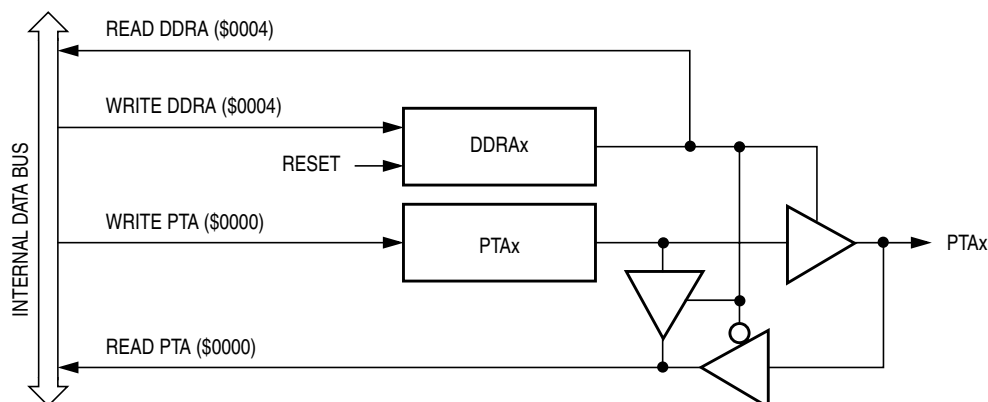 READ DDRA ($0004)
WRITE DDRA ($0004)
DDRAx
RESET
INTERNAL DATA BUS
WRITE PTA ($0000)
PTAx
PTAx
READ PTA ($0000)